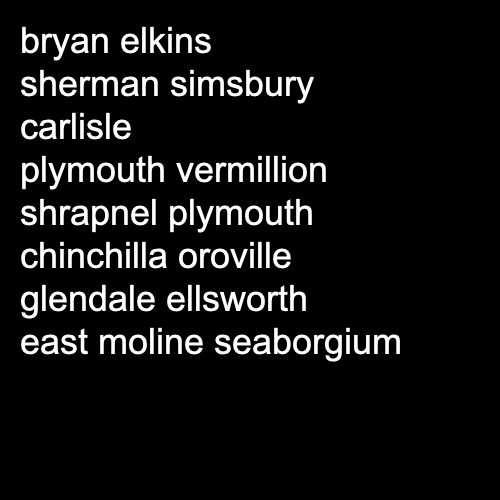 bryan elkins
sherman simsbury
carlisle
plymouth vermillion
shrapnel plymouth
chinchilla oroville
glendale ellsworth
east moline seaborgium